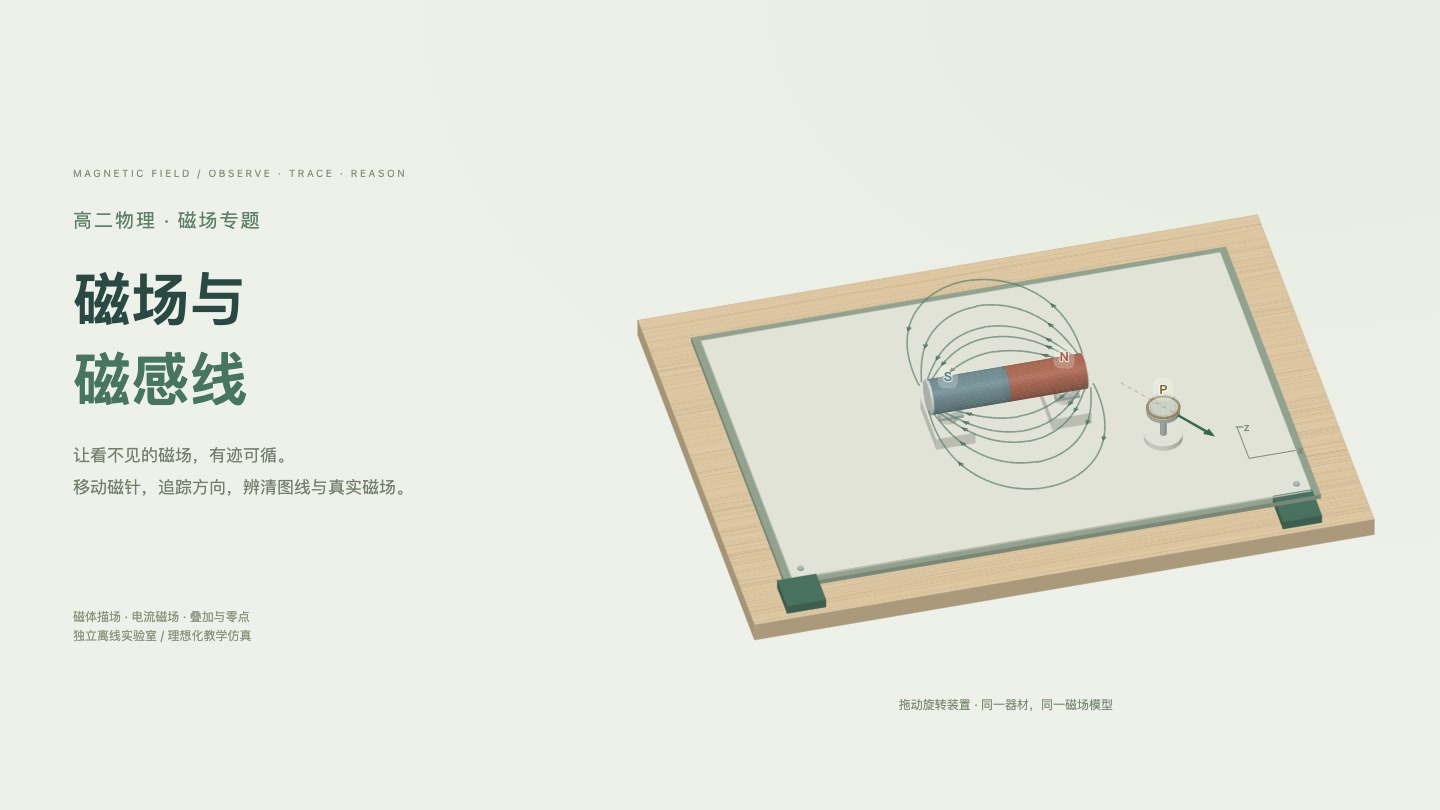 MAGNETIC FIELD / OBSERVE · TRACE · REASON
高二物理 · 磁场专题
磁场与
磁感线
让看不见的磁场，有迹可循。
移动磁针，追踪方向，辨清图线与真实磁场。
磁体描场 · 电流磁场 · 叠加与零点
独立离线实验室 / 理想化教学仿真
N
S
P
z
x
拖动旋转装置 · 同一器材，同一磁场模型